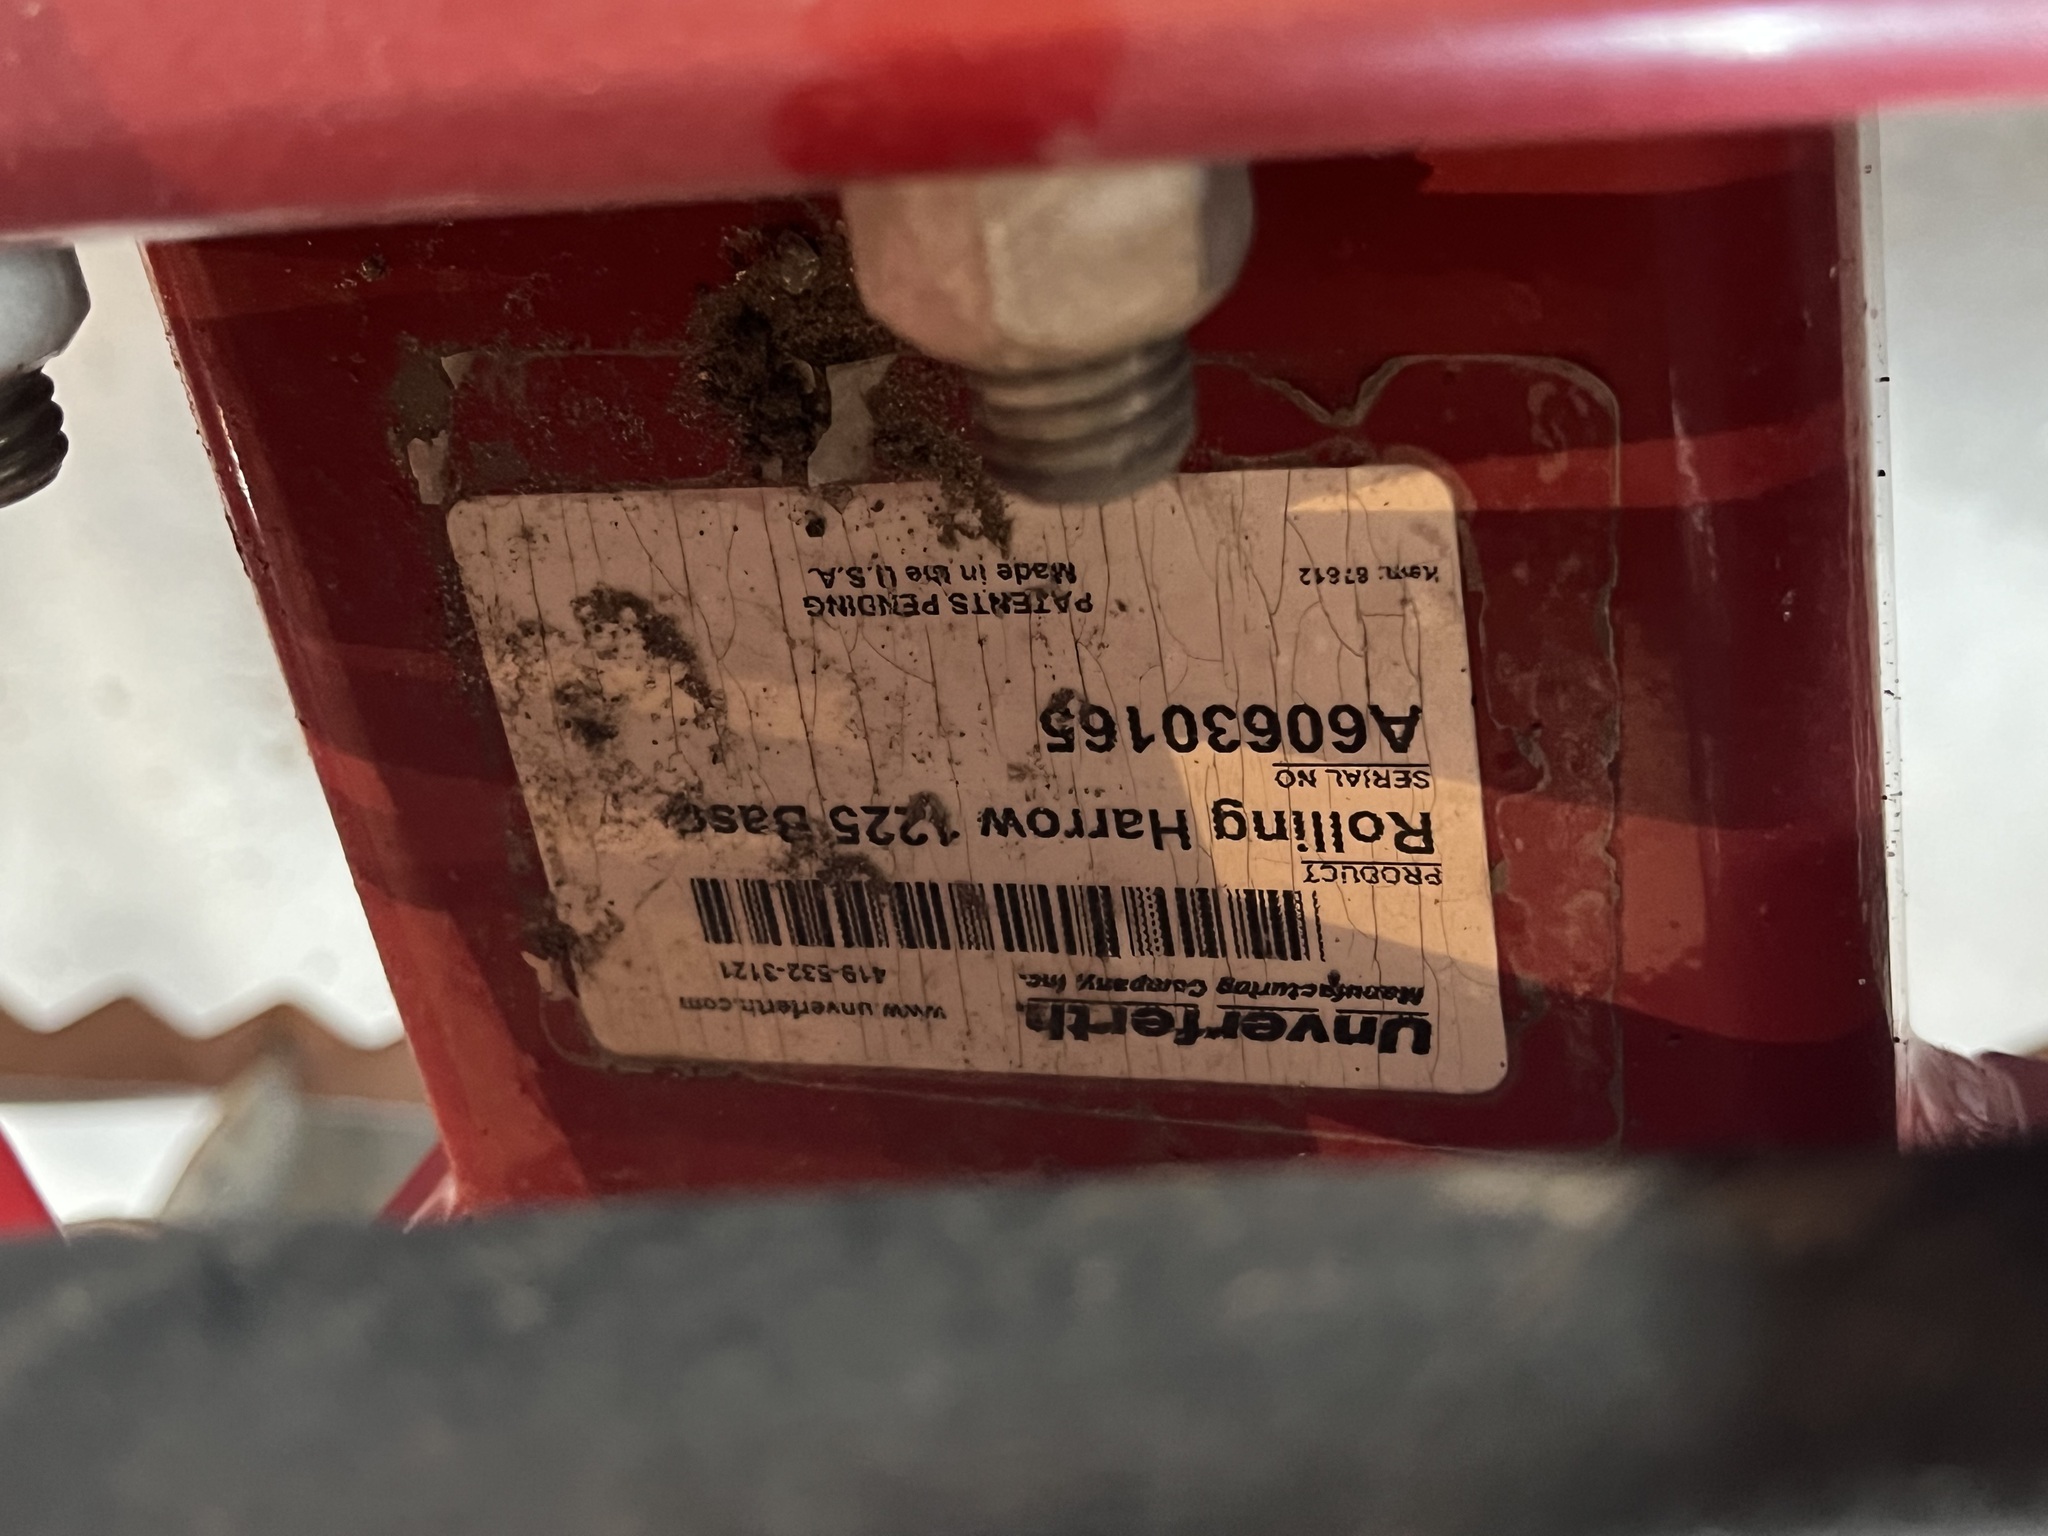 Unverferth
Manufacturing Company, Inc.
www.unverferth.com
419-532-3121
PRODUCT
Rolling Harrow 1225 Base
SERIAL NO
A60630165
PATENTS PENDING
Made in the U.S.A.
Item: 87612